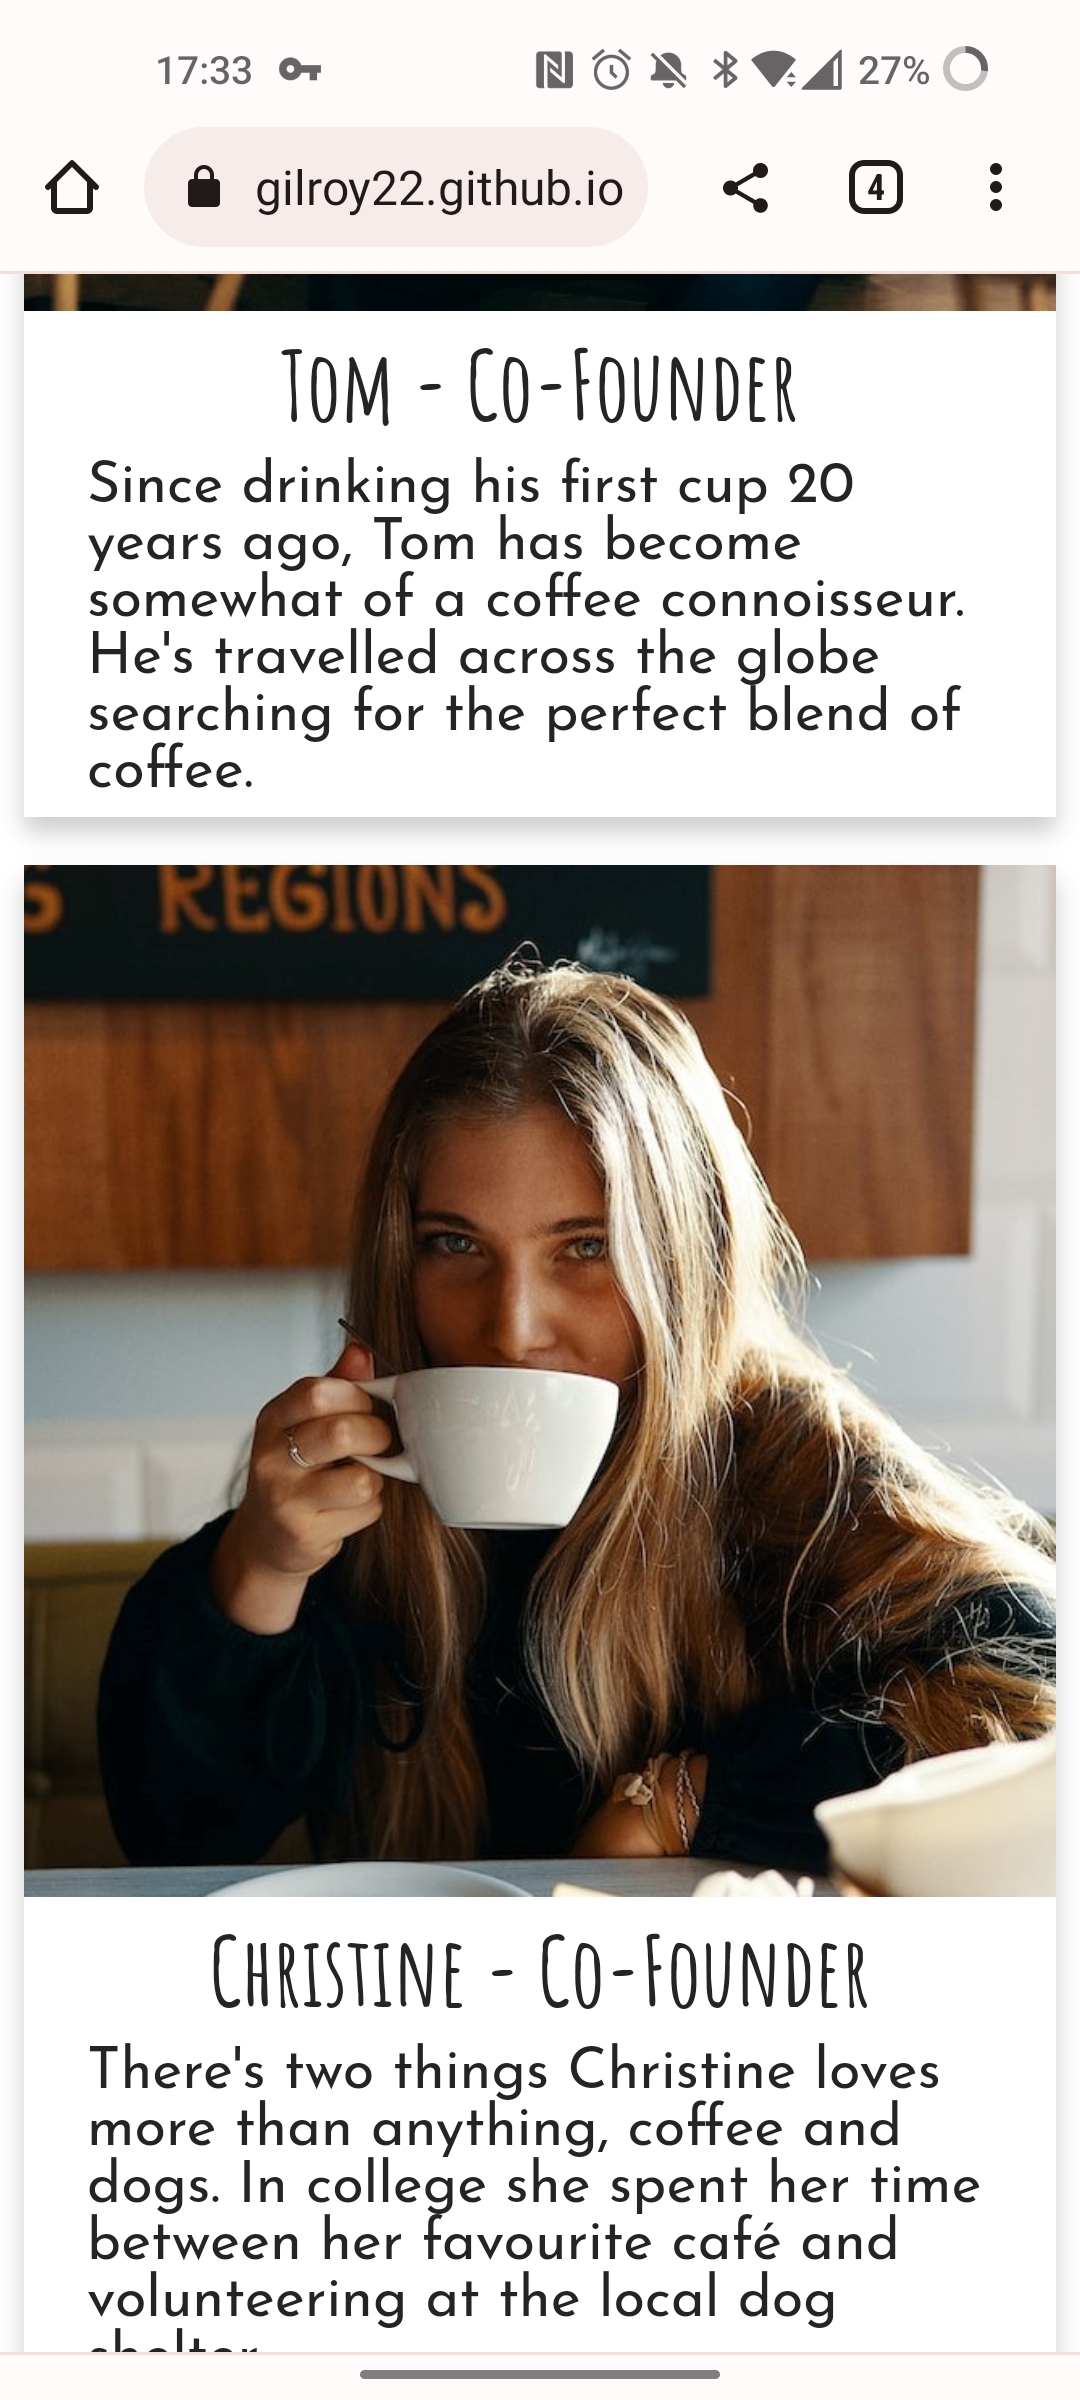 17:33 27%
gilroy22.github.io 4
Tom - Co-Founder
Since drinking his first cup 20
years ago, Tom has become
somewhat of a coffee connoisseur.
He's travelled across the globe
searching for the perfect blend of
coffee.
REGIONS
Christine - Co-Founder
There's two things Christine loves
more than anything, coffee and
dogs. In college she spent her time
between her favourite café and
volunteering at the local dog
shelter